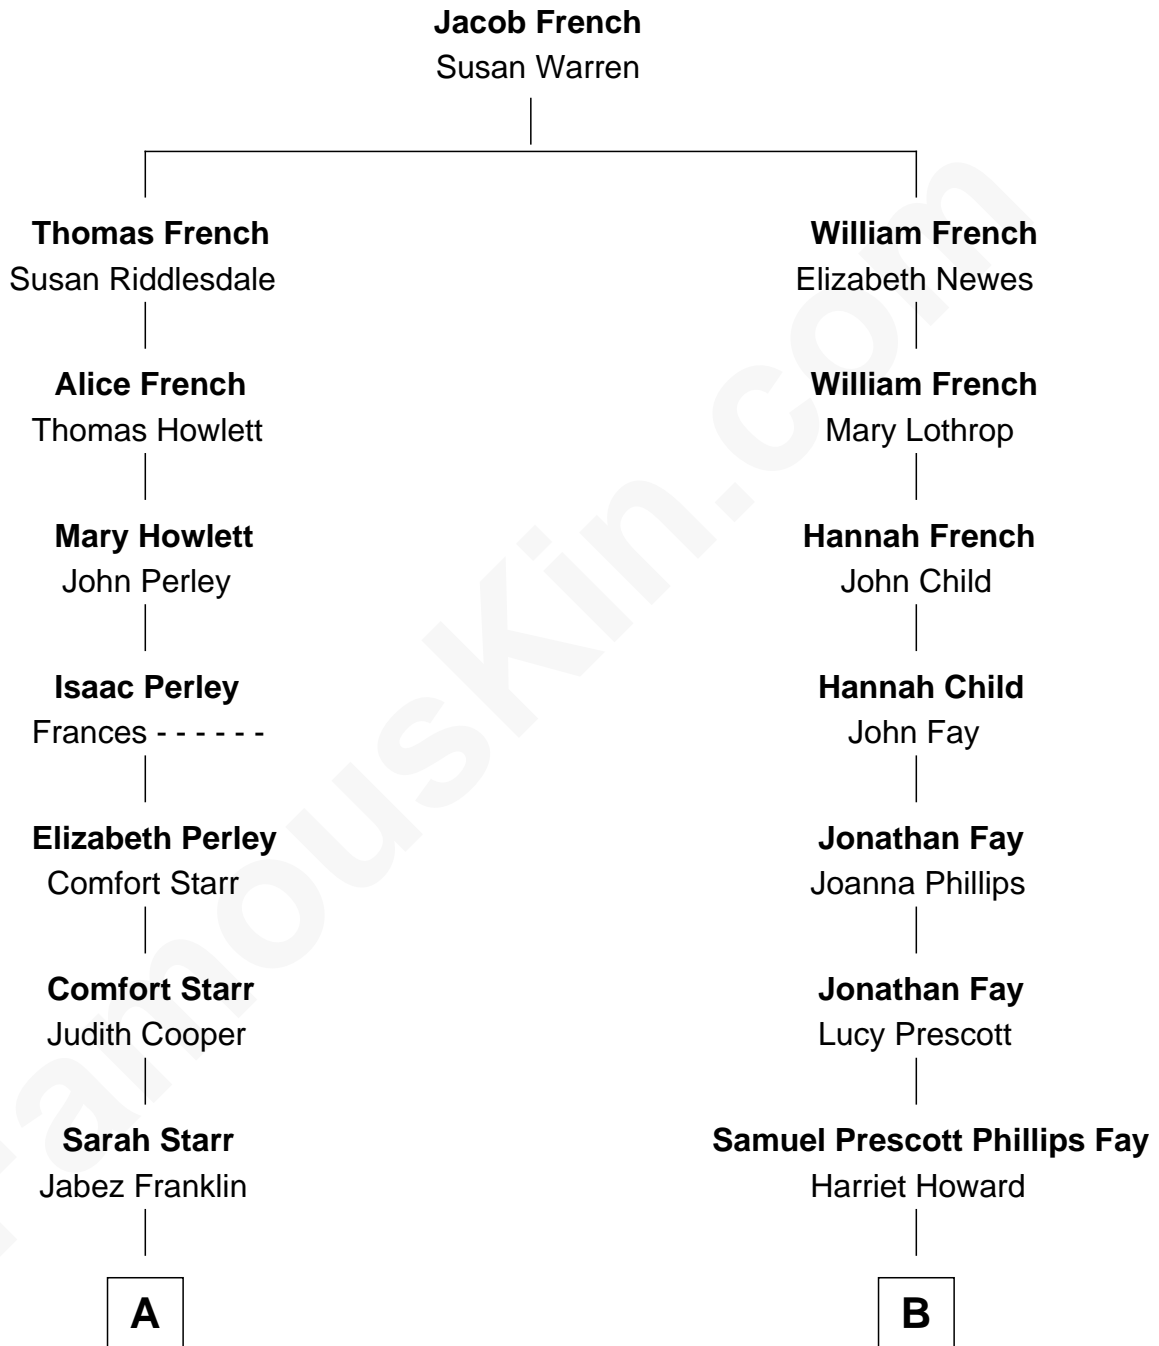 Jacob French
Susan Warren
Thomas French
Susan Riddlesdale
Alice French
Thomas Howlett
Mary Howlett
John Perley
Isaac Perley
Frances - - - - - -
Elizabeth Perley
Comfort Starr
Comfort Starr
Judith Cooper
Sarah Starr
Jabez Franklin
A
William French
Elizabeth Newes
William French
Mary Lothrop
Hannah French
John Child
Hannah Child
John Fay
Jonathan Fay
Joanna Phillips
Jonathan Fay
Lucy Prescott
Samuel Prescott Phillips Fay
Harriet Howard
B
FamousKin.com